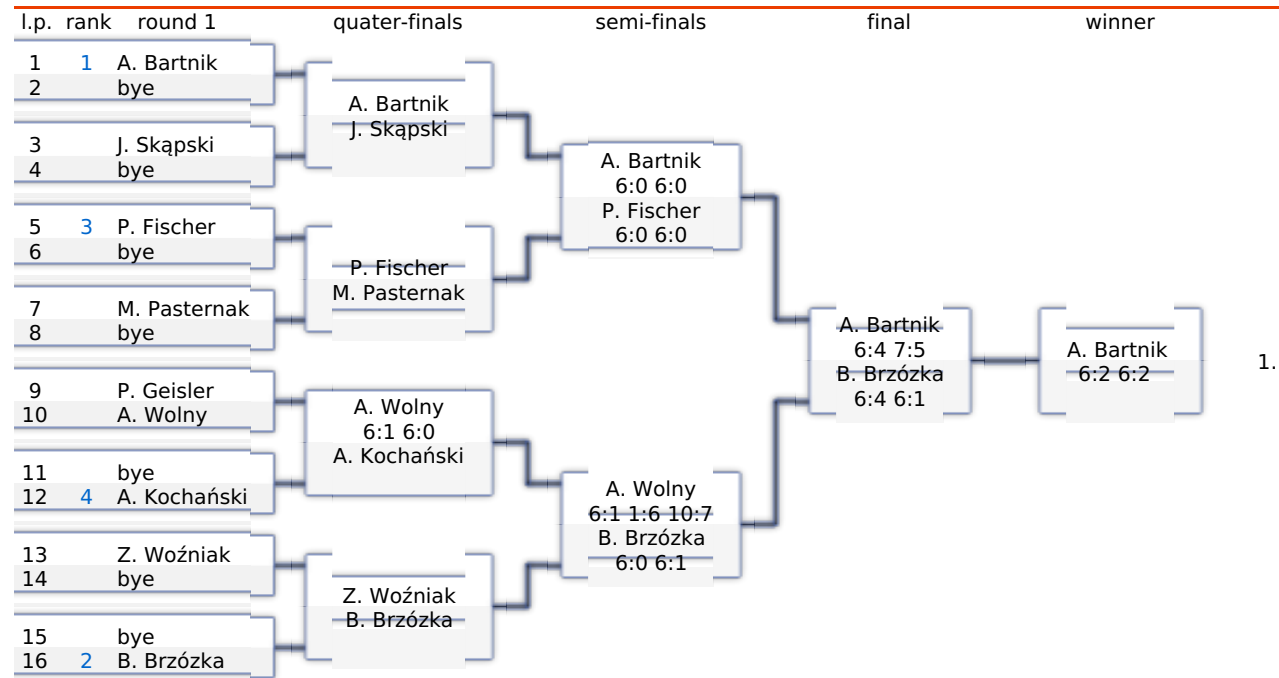 l.p. rank round 1 quater-finals semi-finals final winner
1 1 A. Bartnik
2 bye
3 J. Skąpski
4 bye
5 3 P. Fischer
6 bye
7 M. Pasternak
8 bye
9 P. Geisler
10 A. Wolny
11 bye
12 4 A. Kochański
13 Z. Woźniak
14 bye
15 bye
16 2 B. Brzózka
A. Bartnik
J. Skąpski
P. Fischer
M. Pasternak
A. Wolny
6:1 6:0
A. Kochański
Z. Woźniak
B. Brzózka
A. Bartnik
6:0 6:0
P. Fischer
6:0 6:0
A. Wolny
6:1 1:6 10:7
B. Brzózka
6:0 6:1
A. Bartnik
6:4 7:5
B. Brzózka
6:4 6:1
A. Bartnik
6:2 6:2
1.